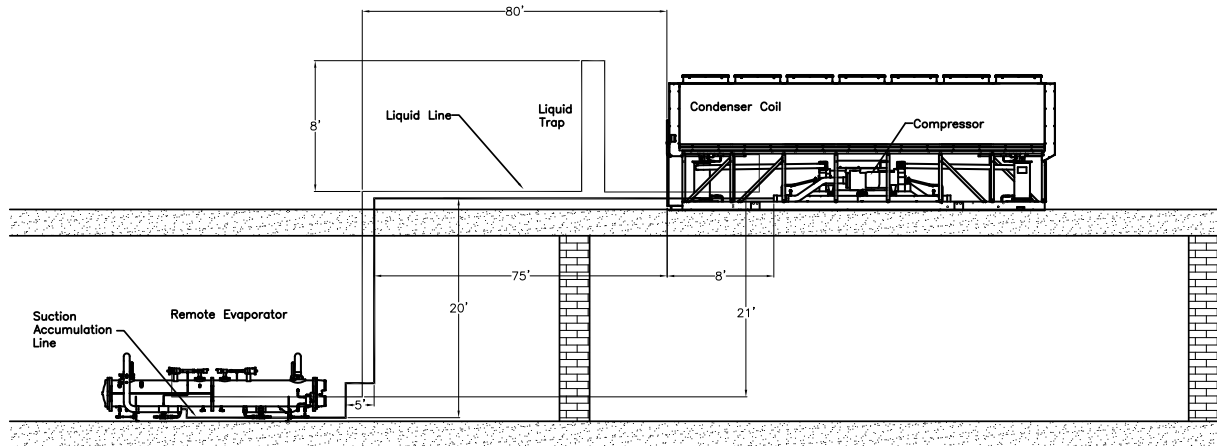 80'
Condenser Coil
Liquid
Trap
Compressor
Liquid Line
8'
75'
8'
20'
21'
Suction
Accumulation
Line
Remote Evaporator
5'